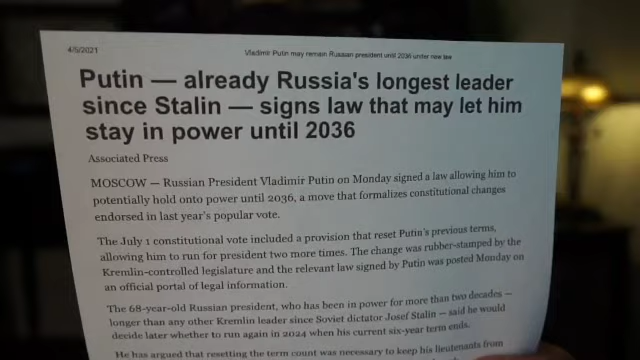 4/5/2021
Vladimir Putin may remain Russian president until 2036 under new law
Putin — already Russia's longest leader
since Stalin — signs law that may let him
stay in power until 2036
Associated Press
MOSCOW — Russian President Vladimir Putin on Monday signed a law allowing him to
potentially hold onto power until 2036, a move that formalizes constitutional changes
endorsed in last year's popular vote.
The July 1 constitutional vote included a provision that reset Putin's previous terms,
allowing him to run for president two more times. The change was rubber-stamped by the
Kremlin-controlled legislature and the relevant law signed by Putin was posted Monday on
an official portal of legal information.
The 68-year-old Russian president, who has been in power for more than two decades —
longer than any other Kremlin leader since Soviet dictator Josef Stalin — said he would
decide later whether to run again in 2024 when his current six-year term ends.
He has argued that resetting the term count was necessary to keep his lieutenants from